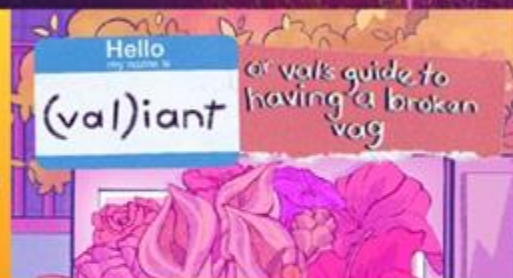 Hello
my name is
(val)iant
or val's guide to
having a broken
vag